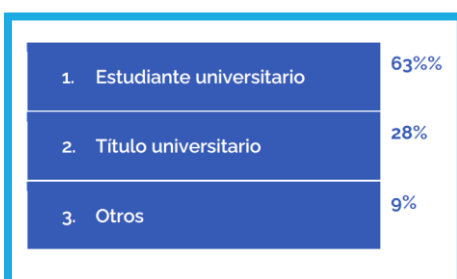 1. Estudiante universitario 63%%
2. Título universitario 28%
3. Otros 9%